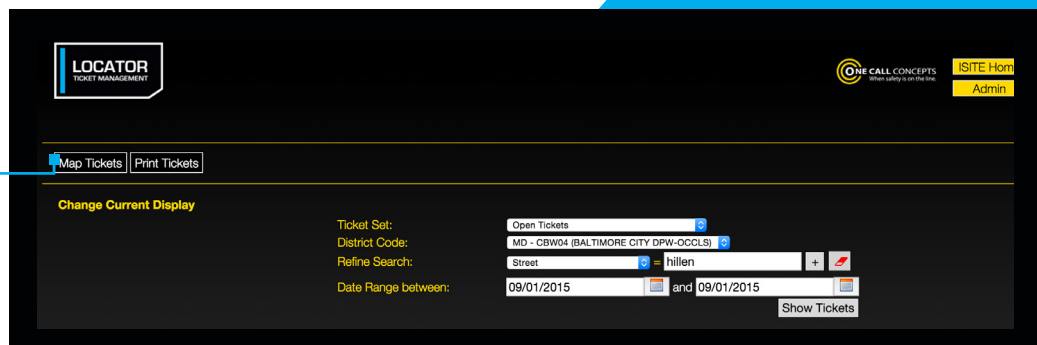 LOCATOR
TICKET MANAGEMENT
ONE CALL CONCEPTS
When safety is on the line.
ISITE Hom
Admin
Map Tickets Print Tickets
Change Current Display
Ticket Set: Open Tickets
District Code: MD - CBW04 (BALTIMORE CITY DPW-OCCLS)
Refine Search: Street = hillen +
Date Range between: 09/01/2015 and 09/01/2015
Show Tickets